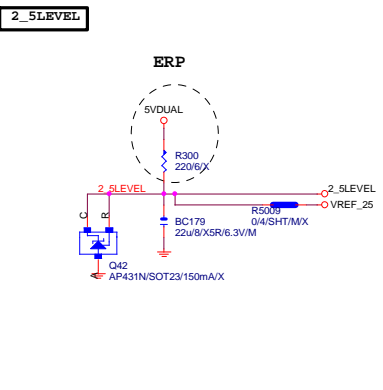 2_5LEVEL
ERP
5VDUAL
R300
220/6/X
2_5LEVEL
2_5LEVEL
C
R
R5009
VREF_25
0/4/SHT/M/X
BC179
22u/8/X5R/6.3V/M
A
Q42
AP431N/SOT23/150mA/X